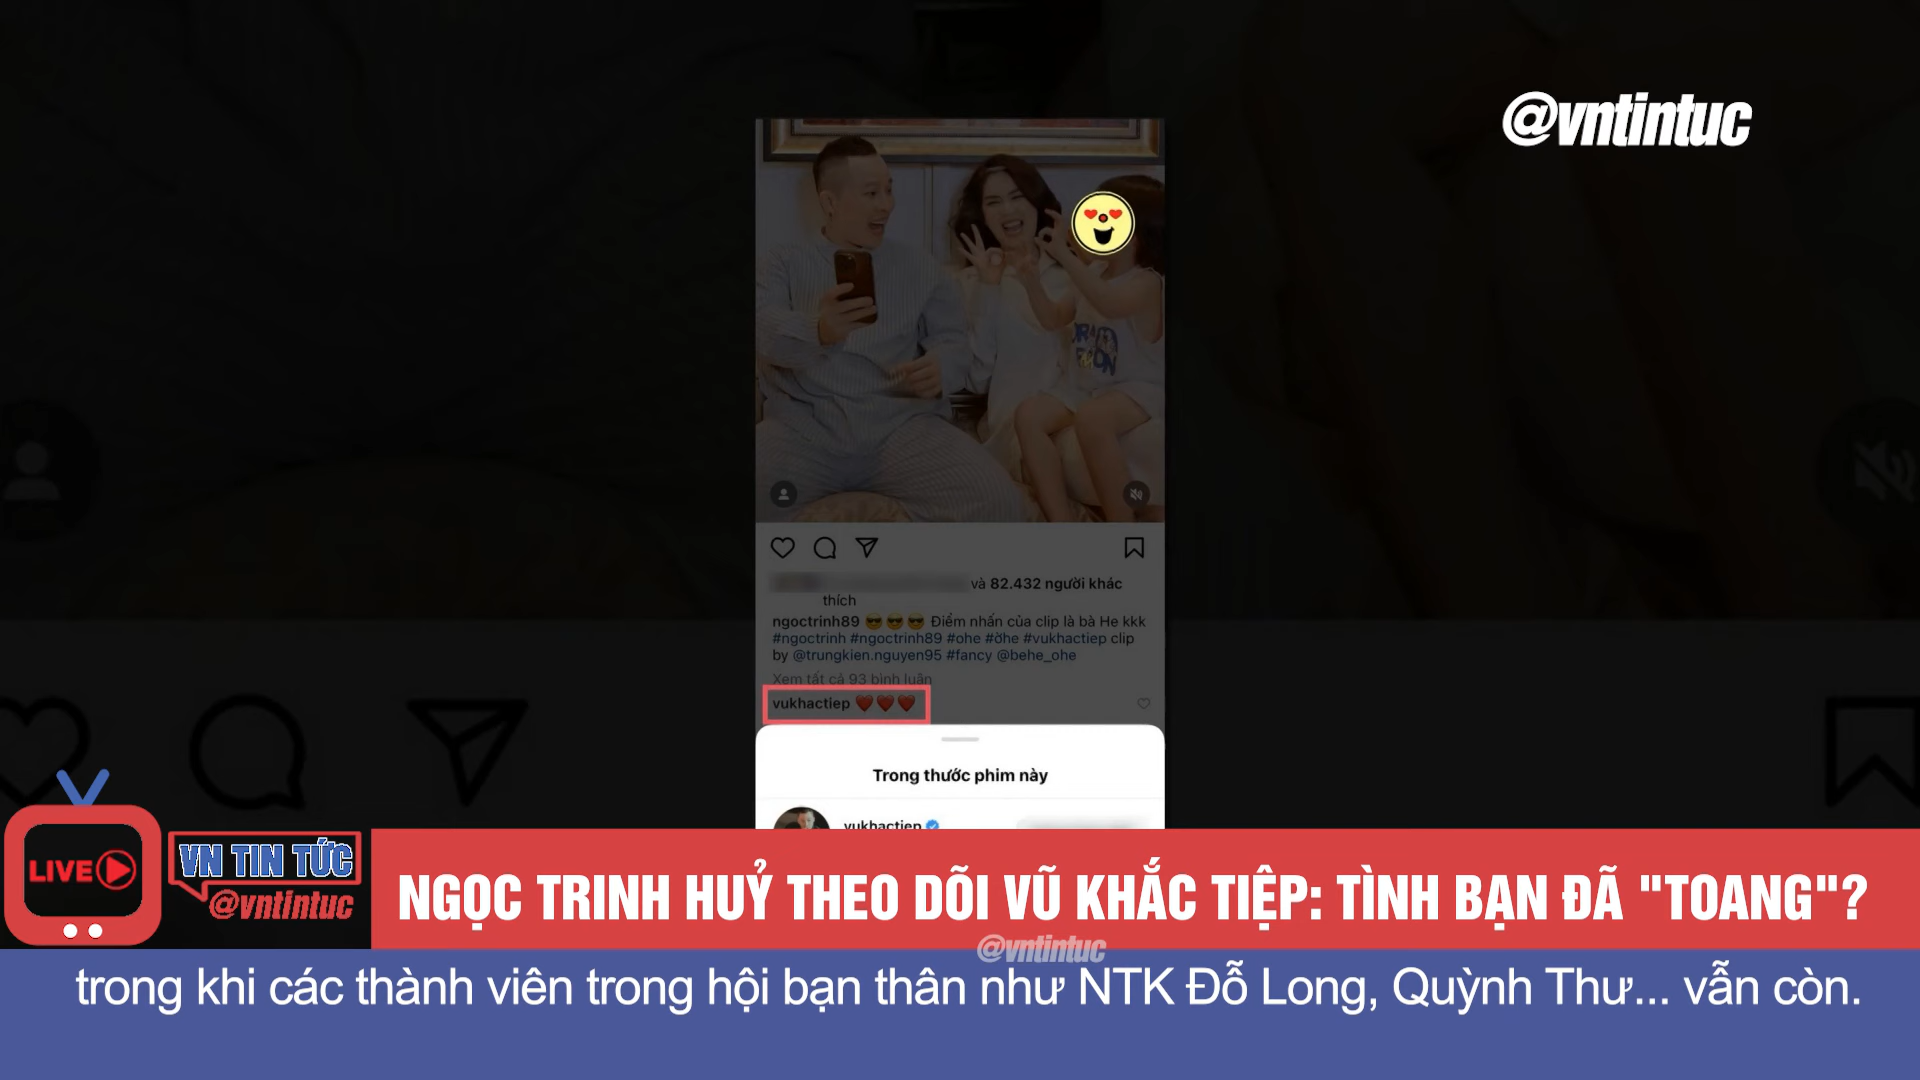 @vntintuc
và 82.432 người khác
thích
ngoctrinh89 😎😎😎 Điểm nhấn của clip là bà He kkk
#ngoctrinh #ngoctrinh89 #ohe #ờhe #vukhactiep clip
by @trungkien.nguyen95 #fancy @behe_ohe
Xem tất cả 93 bình luận
vukhactiep ❤️❤️❤️
Trong thước phim này
vukhactiep
LIVE
VN TIN TỨC
@vntintuc
NGỌC TRINH HUỶ THEO DÕI VŨ KHẮC TIỆP: TÌNH BẠN ĐÃ "TOANG"?
@vntintuc
trong khi các thành viên trong hội bạn thân như NTK Đỗ Long, Quỳnh Thư... vẫn còn.